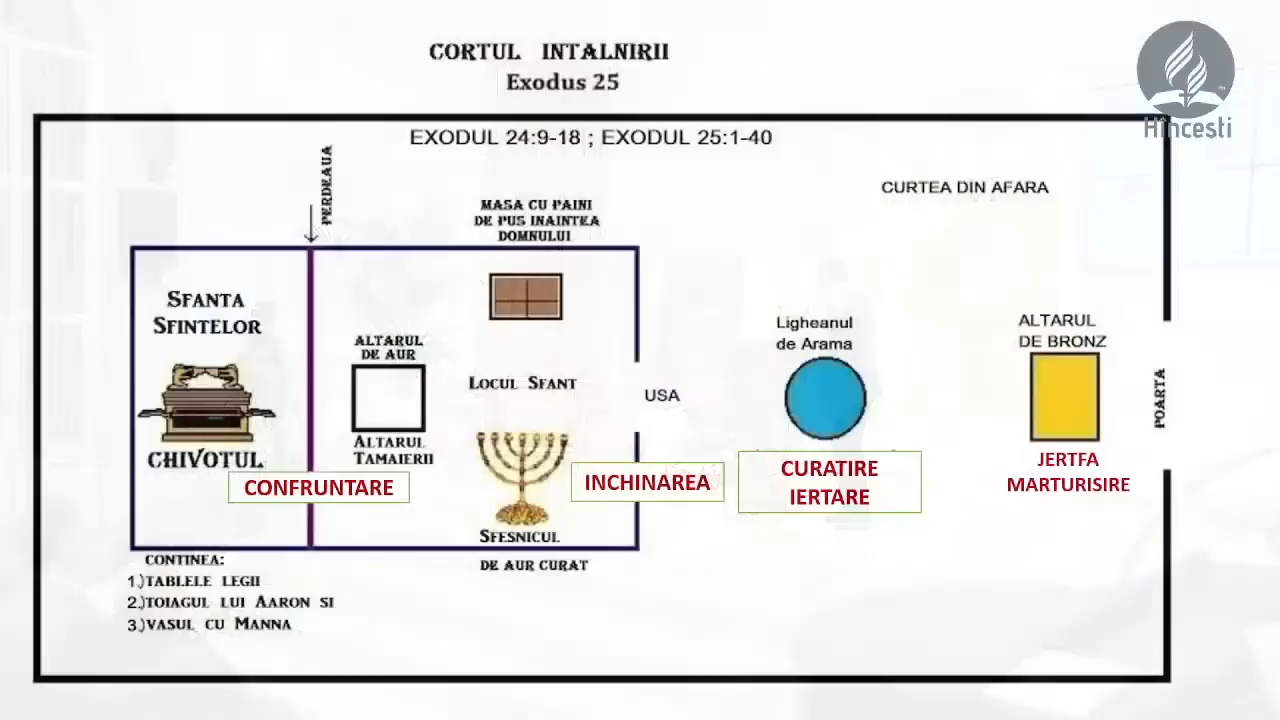 CORTUL INTALNIRII
Exodus 25
Hîncești
EXODUL 24:9-18 ; EXODUL 25:1-40
PERDEAUA
CURTEA DIN AFARA
MASA CU PAINI
DE PUS INAINTEA
DOMNULUI
SFANTA
SFINTELOR
ALTARUL
DE AUR
LOCUL SFANT
USA
Ligheanul
de Arama
ALTARUL
DE BRONZ
POARTA
CHIVOTUL
ALTARUL
TAMAIERII
CONFRUNTARE
INCHINAREA
CURATIRE
IERTARE
JERTFA
MARTURISIRE
SFESNICUL
DE AUR CURAT
CONTINEA:
1.)TABLELE LEGII
2.)TOIAGUL LUI AARON SI
3.)VASUL CU MANNA